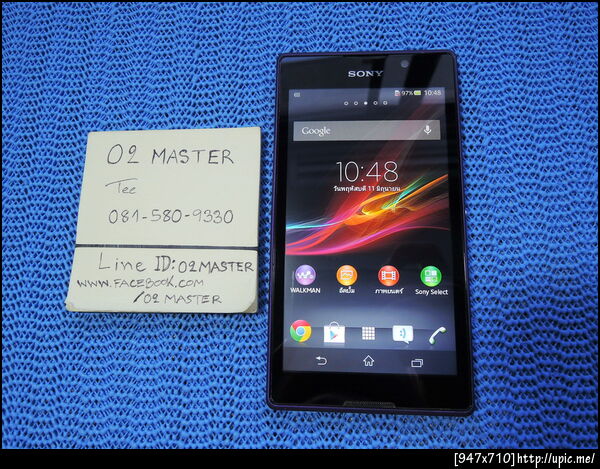 O2 MASTER
Tee
081-580-9330
Line ID: O2MASTER
WWW.FACEBOOK.COM
/O2 MASTER
SONY
97% 10:48
Google
10:48
วันพฤหัสบดี 11 มิถุนายน
WALKMAN อัลบั้ม ภาพยนตร์ Sony Select
[947x710]http://upic.me/